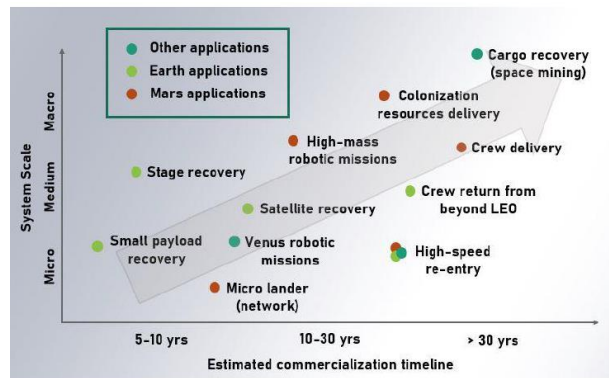 Other applications
Earth applications
Mars applications
Cargo recovery
(space mining)
Colonization
resources delivery
High-mass
robotic missions
Crew delivery
Stage recovery
Crew return from
beyond LEO
Satellite recovery
Small payload
recovery
Venus robotic
missions
High-speed
re-entry
Micro lander
(network)
System Scale
Macro
Medium
Micro
5-10 yrs
10-30 yrs
> 30 yrs
Estimated commercialization timeline